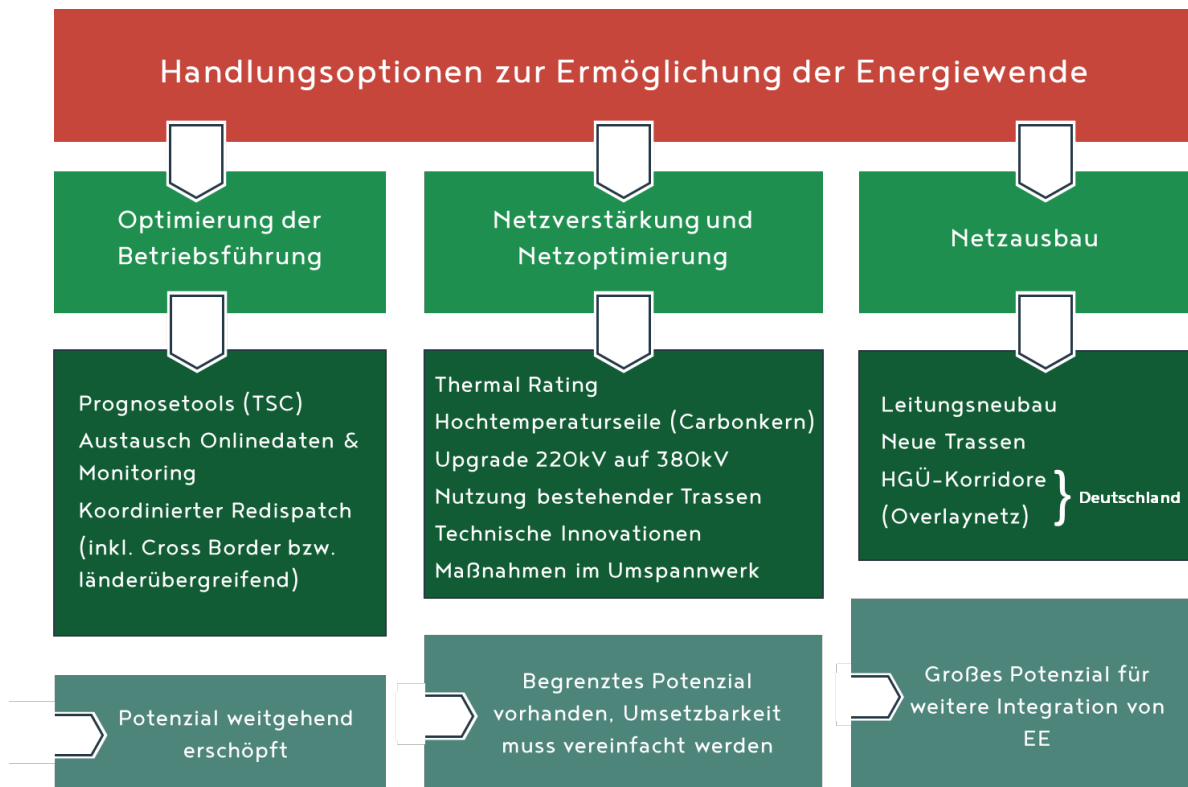 Handlungsoptionen zur Ermöglichung der Energiewende
Optimierung der
Betriebsführung
Netzverstärkung und
Netzoptimierung
Netzausbau
Prognosetools (TSC)
Austausch Onlinedaten &
Monitoring
Koordinierter Redispatch
(inkl. Cross Border bzw.
länderübergreifend)
Thermal Rating
Hochtemperaturseile (Carbonkern)
Upgrade 220kV auf 380kV
Nutzung bestehender Trassen
Technische Innovationen
Maßnahmen im Umspannwerk
Leitungsneubau
Neue Trassen
HGÜ-Korridore
(Overlaynetz)
} Deutschland
Potenzial weitgehend
erschöpft
Begrenztes Potenzial
vorhanden, Umsetzbarkeit
muss vereinfacht werden
Großes Potenzial für
weitere Integration von
EE